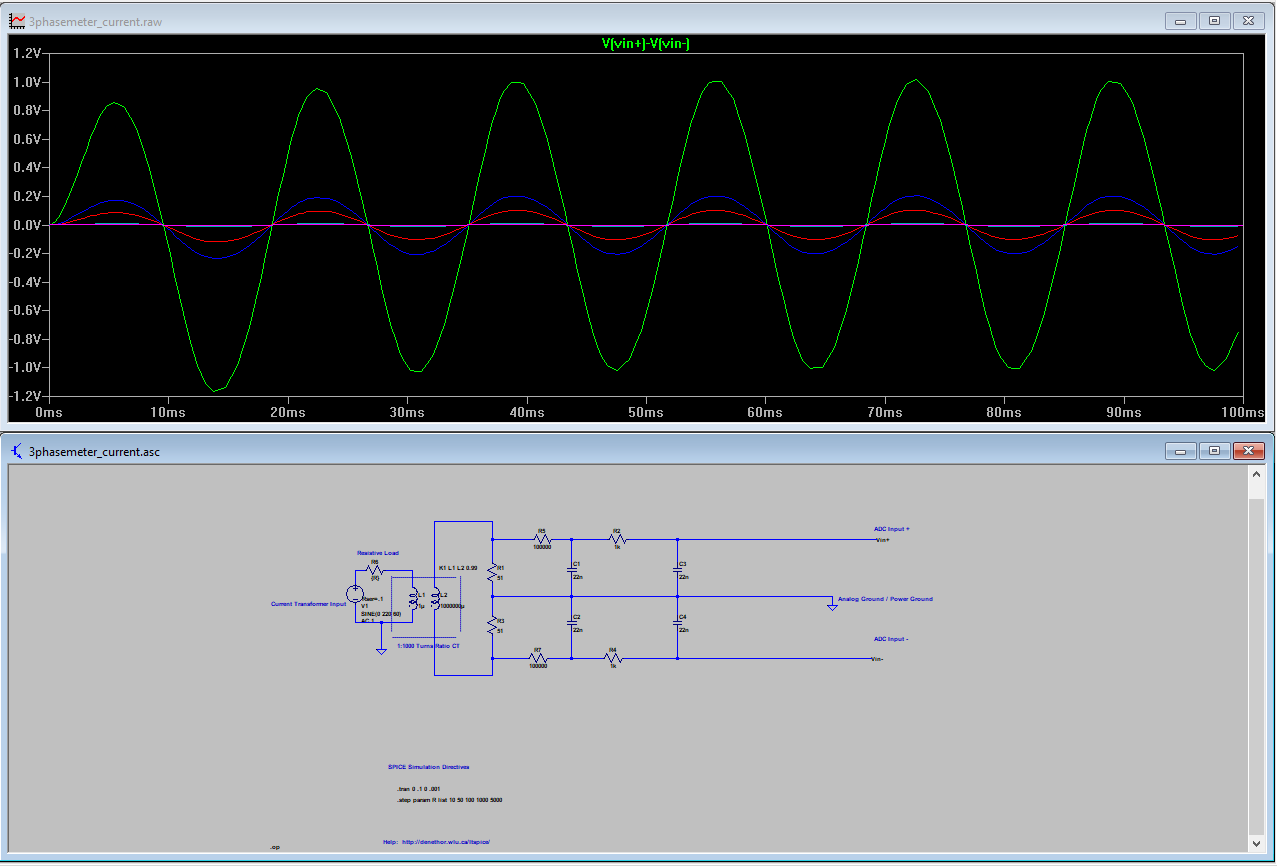 3phasemeter_current.raw
V(vin+)-V(vin-)
1.2V
1.0V
0.8V
0.6V
0.4V
0.2V
0.0V
-0.2V
-0.4V
-0.6V
-0.8V
-1.0V
-1.2V
0ms 10ms 20ms 30ms 40ms 50ms 60ms 70ms 80ms 90ms 100ms
3phasemeter_current.asc
ADC Input +
R5
R2
Vin+
100000
1k
Resistive Load
R6
{R}
K1 L1 L2 0.99
R1
51
C1
22n
C3
22n
L1
1µ
L2
1000000µ
Current Transformer Input
Rser=.1
V1
SINE(0 220 60)
AC 1
Analog Ground / Power Ground
R3
51
C2
22n
C4
22n
1:1000 Turns Ratio CT
ADC Input -
R7
R4
Vin-
100000
1k
SPICE Simulation Directives
.tran 0 .1 0 .001
.step param R list 10 50 100 1000 5000
Help: http://denethor.wlu.ca/ltspice/
.op